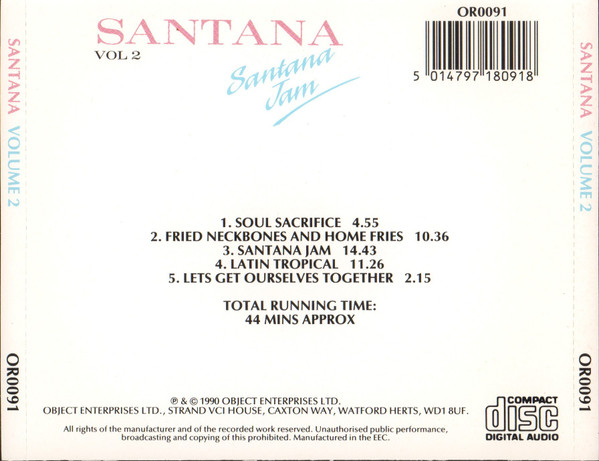 SANTANA
VOL 2
Santana
Jam
OR0091
5 014797 180918
SANTANA VOLUME 2
OR0091
SANTANA VOLUME 2
OR0091
1. SOUL SACRIFICE 4.55
2. FRIED NECKBONES AND HOME FRIES 10.36
3. SANTANA JAM 14.43
4. LATIN TROPICAL 11.26
5. LETS GET OURSELVES TOGETHER 2.15
TOTAL RUNNING TIME:
44 MINS APPROX
℗ & © 1990 OBJECT ENTERPRISES LTD.
OBJECT ENTERPRISES LTD., STRAND VCI HOUSE, CAXTON WAY, WATFORD HERTS, WD1 8UF.
All rights of the manufacturer and of the recorded work reserved. Unauthorised public performance,
broadcasting and copying of this prohibited. Manufactured in the EEC.
COMPACT
disc
DIGITAL AUDIO